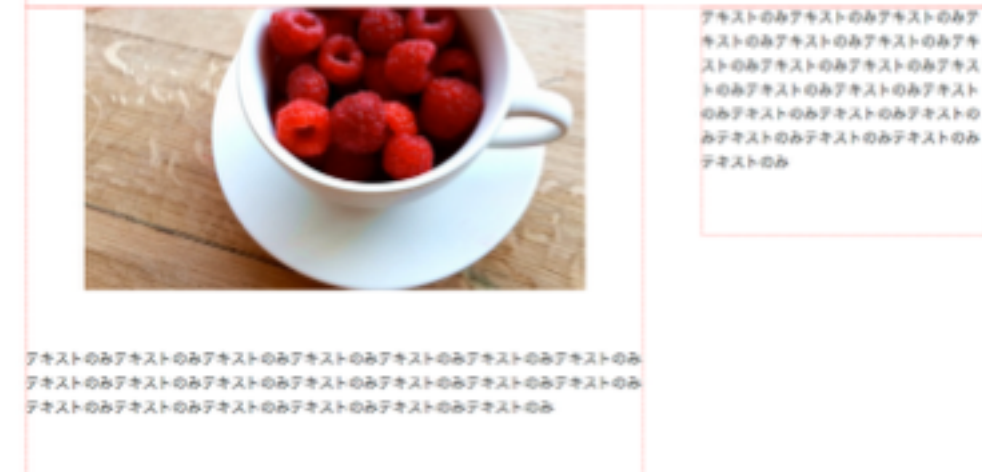 テキストのみテキストのみテキストのみテキストのみテキストのみテキストのみテキストのみ
テキストのみテキストのみテキストのみテキストのみテキストのみテキストのみテキストのみ
テキストのみテキストのみテキストのみテキストのみテキストのみテキストのみ
テキストのみテキストのみテキストのみテ
キストのみテキストのみテキストのみテキ
ストのみテキストのみテキストのみテキス
トのみテキストのみテキストのみテキスト
のみテキストのみテキストのみテキストの
みテキストのみテキストのみテキストのみ
テキストのみ